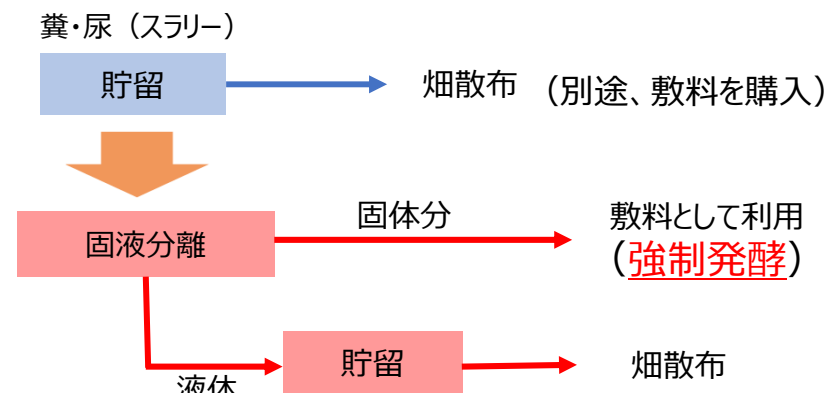 糞・尿（スラリー）
貯留
畑散布
（別途、敷料を購入）
固液分離
固体分
敷料として利用
（強制発酵）
液体
貯留
畑散布